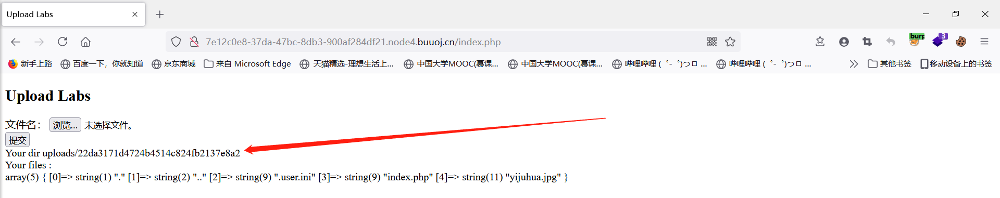 Upload Labs
7e12c0e8-37da-47bc-8db3-900af284df21.node4.buuoj.cn/index.php
burp
3
新手上路 百度一下，你就知道 京东商城 来自 Microsoft Edge 天猫精选-理想生活上... 中国大学MOOC(慕课... 中国大学MOOC(慕课... 哔哩哔哩 ( ゜- ゜)つロ ... 哔哩哔哩 ( ゜- ゜)つロ ... 其他书签 移动设备上的书签
Upload Labs
文件名： 浏览... 未选择文件。
提交
Your dir uploads/22da3171d4724b4514c824fb2137e8a2
Your files :
array(5) { [0]=> string(1) "." [1]=> string(2) ".." [2]=> string(9) ".user.ini" [3]=> string(9) "index.php" [4]=> string(11) "yijuhua.jpg" }